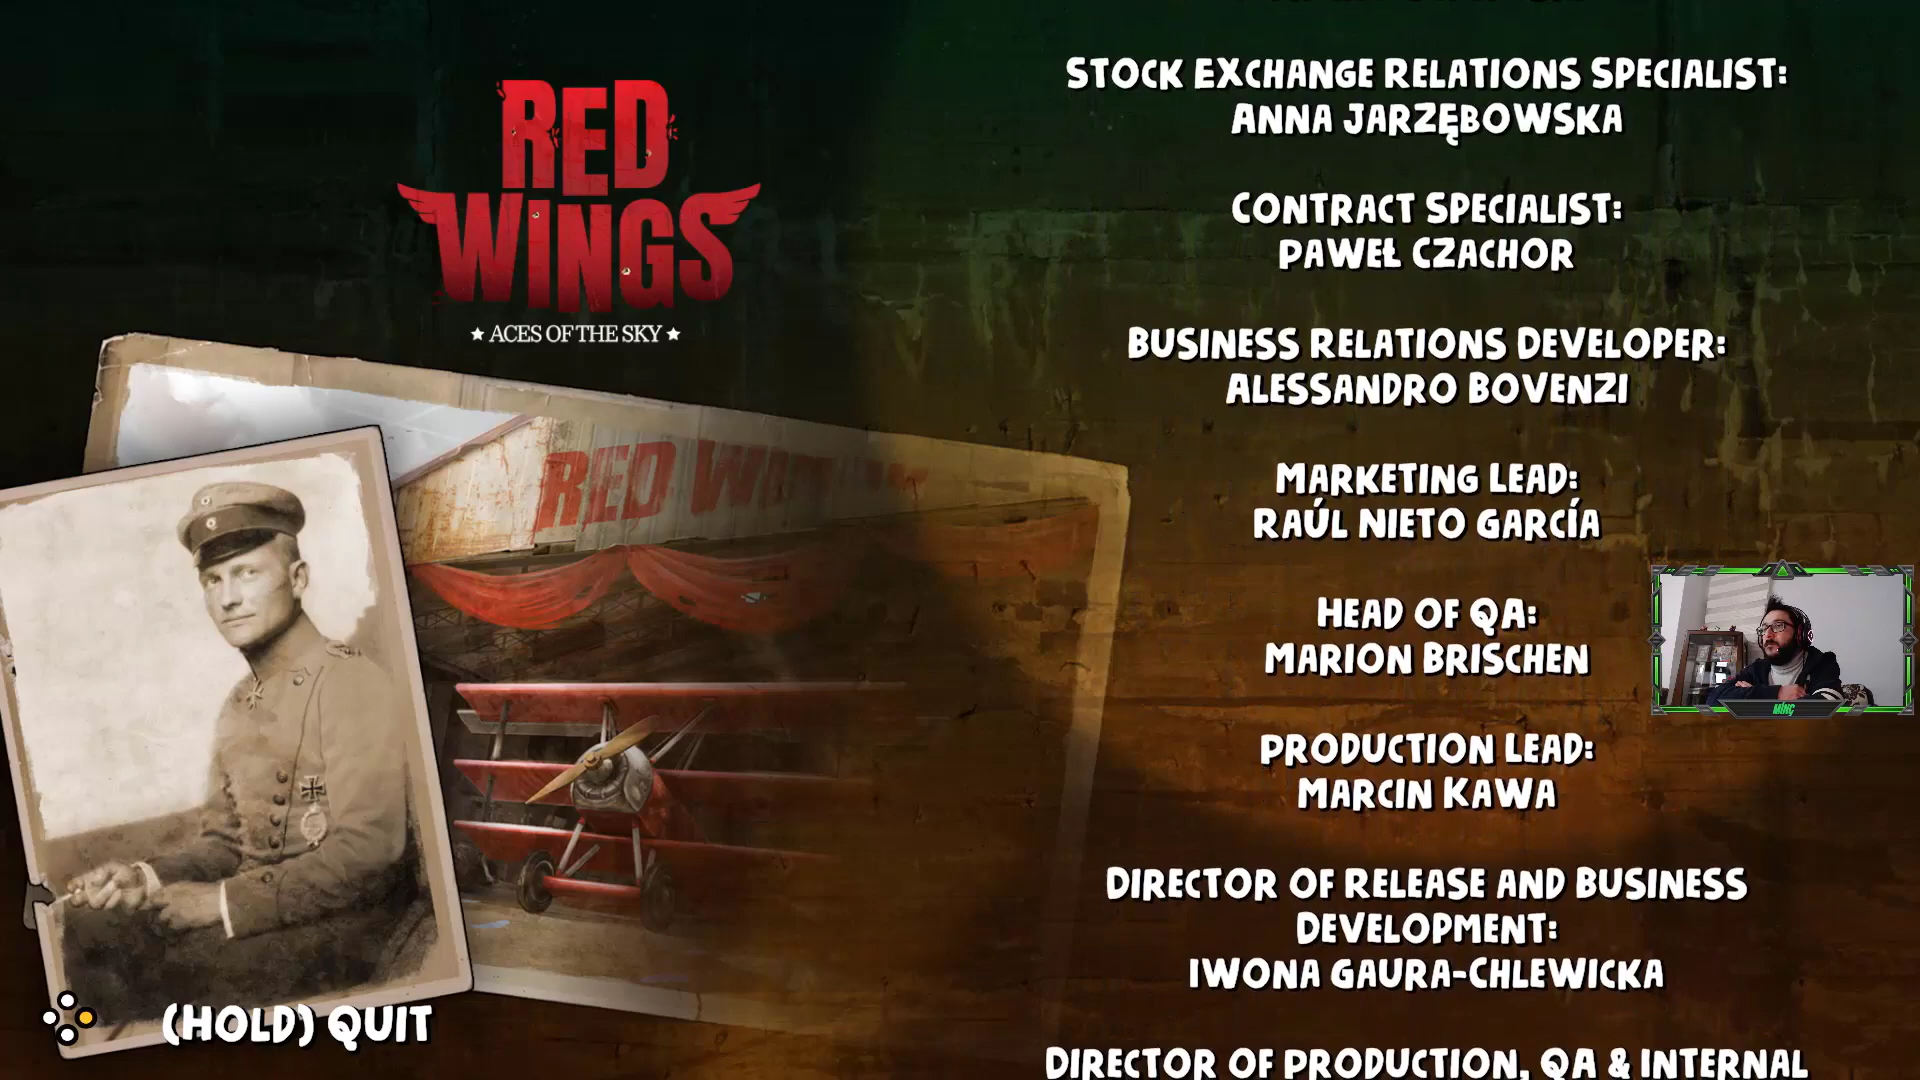 RED
WINGS
★ ACES OF THE SKY ★
RED
(HOLD) QUIT
STOCK EXCHANGE RELATIONS SPECIALIST:
ANNA JARZĘBOWSKA
CONTRACT SPECIALIST:
PAWEŁ CZACHOR
BUSINESS RELATIONS DEVELOPER:
ALESSANDRO BOVENZI
MARKETING LEAD:
RAÚL NIETO GARCÍA
HEAD OF QA:
MARION BRISCHEN
PRODUCTION LEAD:
MARCIN KAWA
DIRECTOR OF RELEASE AND BUSINESS
DEVELOPMENT:
IWONA GAURA-CHLEWICKA
DIRECTOR OF PRODUCTION, QA & INTERNAL